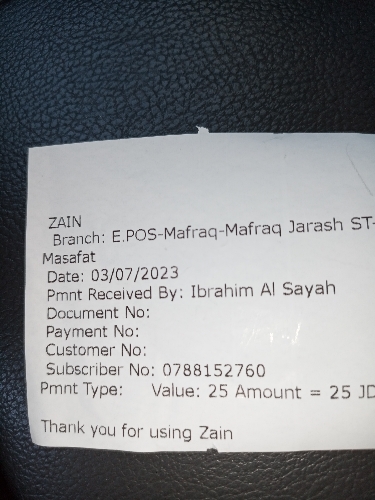 ZAIN
Branch: E.POS-Mafraq-Mafraq Jarash ST-
Masafat
Date: 03/07/2023
Pmnt Received By: Ibrahim Al Sayah
Document No:
Payment No:
Customer No:
Subscriber No: 0788152760
Pmnt Type: Value: 25 Amount = 25 JD
Thank you for using Zain